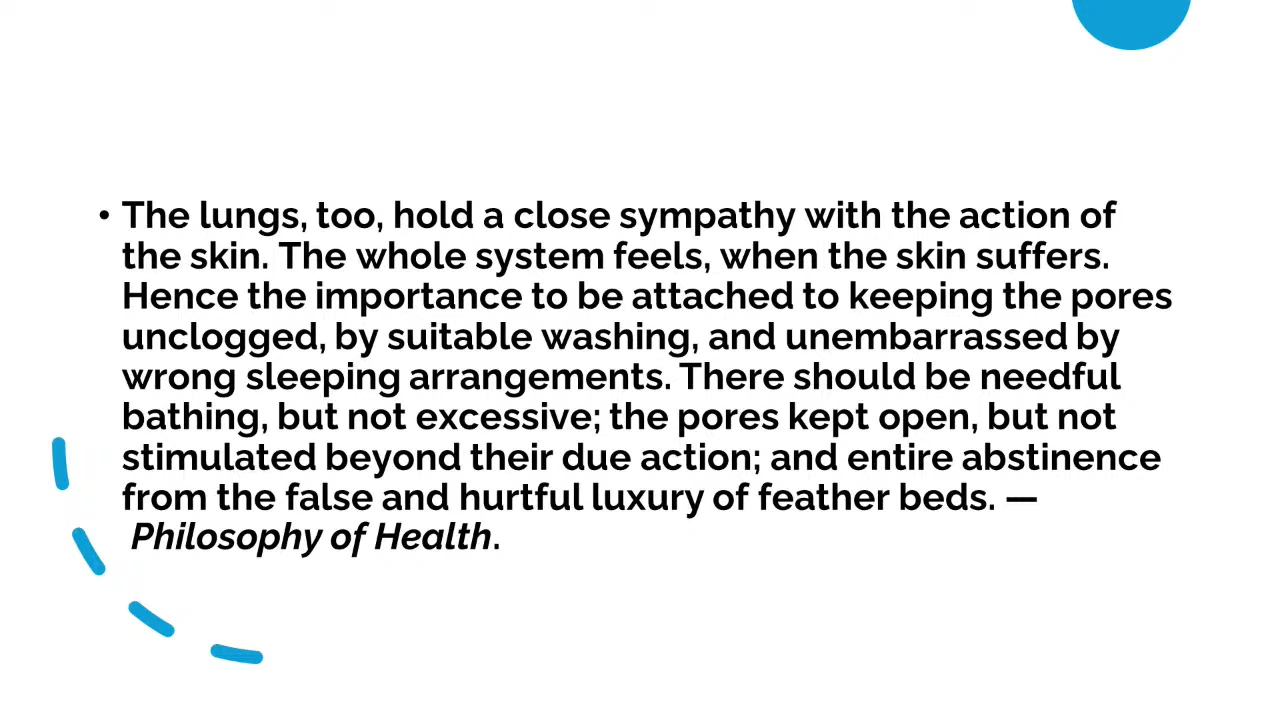 • The lungs, too, hold a close sympathy with the action of
the skin. The whole system feels, when the skin suffers.
Hence the importance to be attached to keeping the pores
unclogged, by suitable washing, and unembarrassed by
wrong sleeping arrangements. There should be needful
bathing, but not excessive; the pores kept open, but not
stimulated beyond their due action; and entire abstinence
from the false and hurtful luxury of feather beds. —
Philosophy of Health.